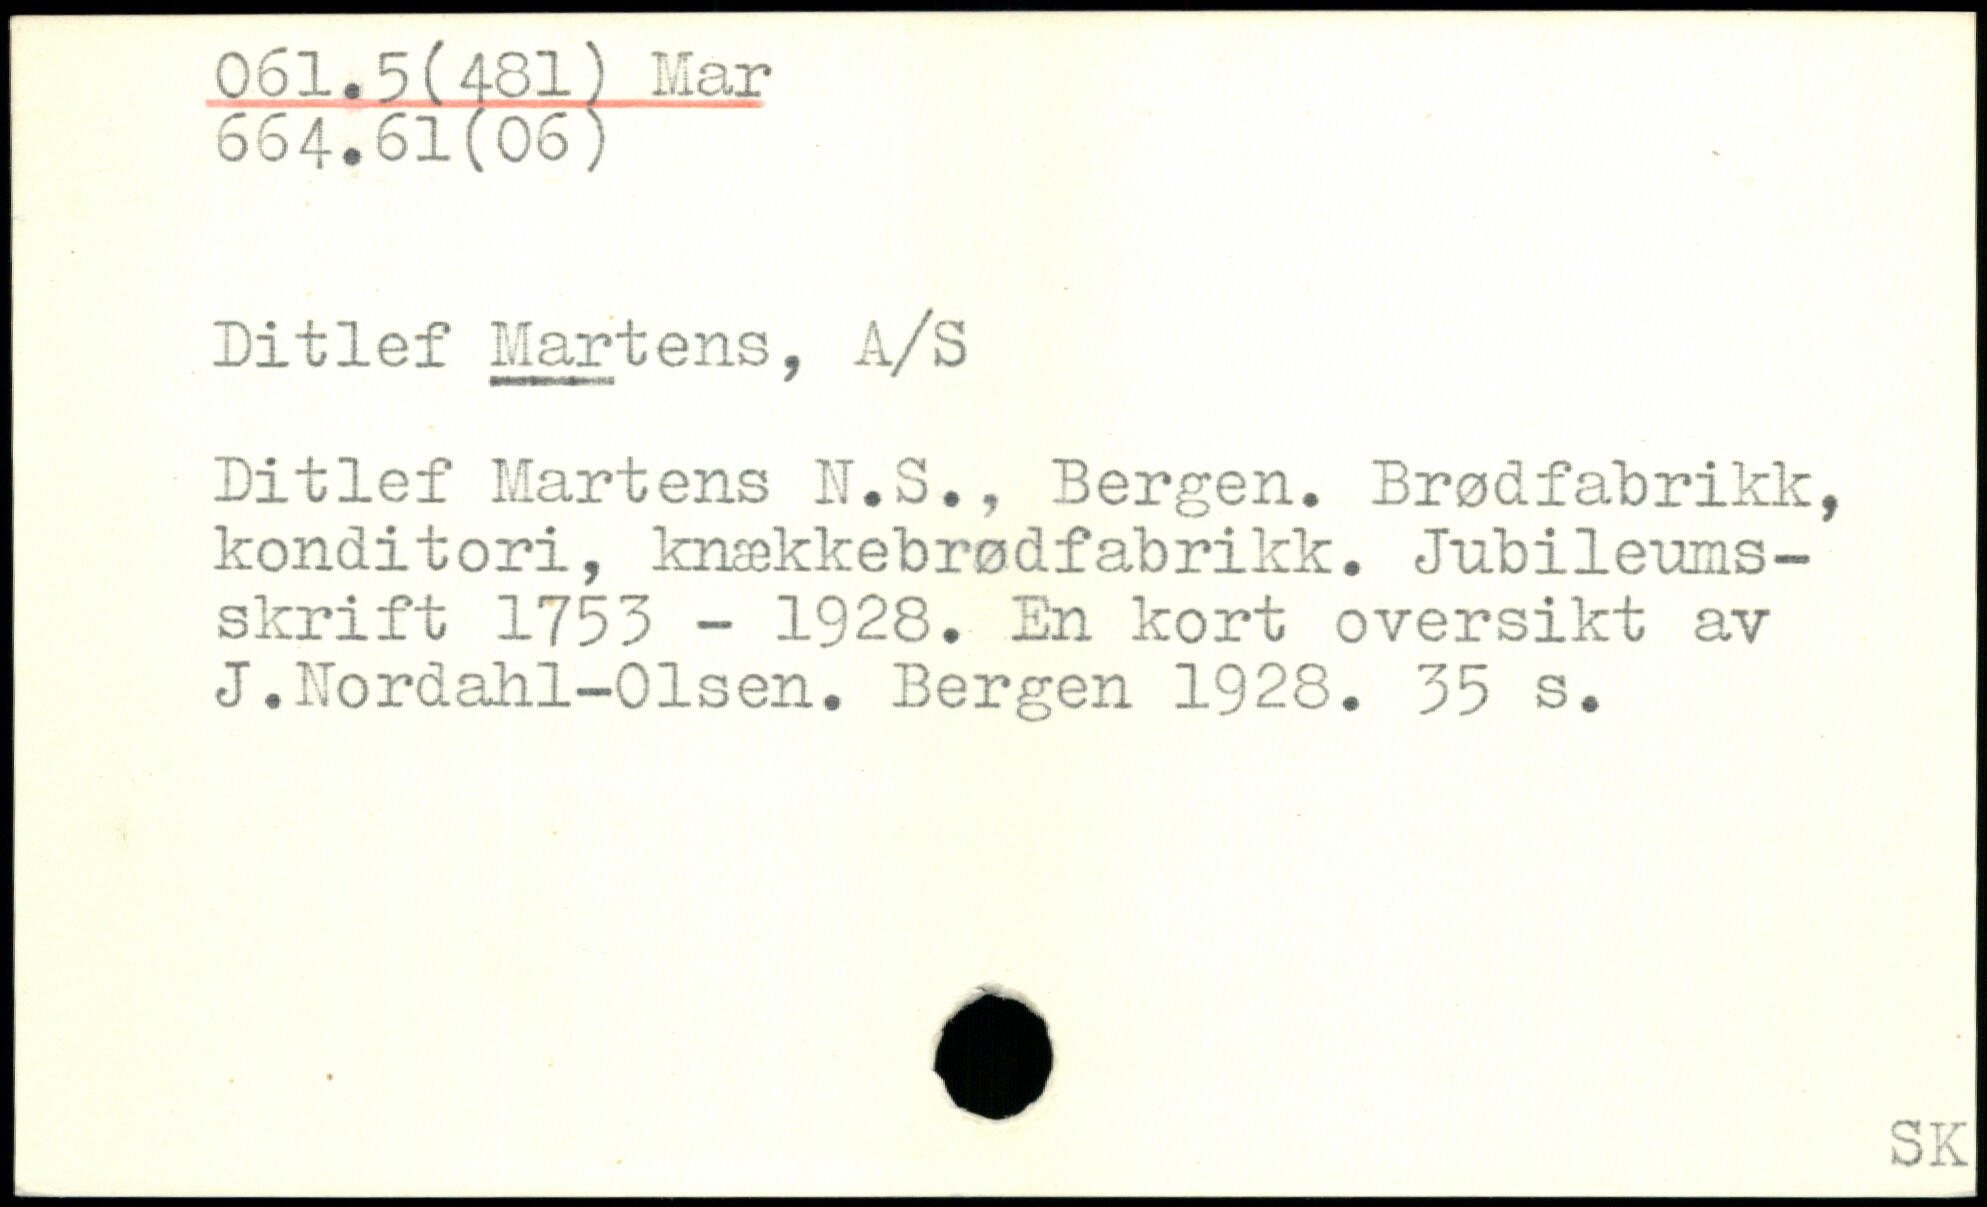 061.5(481) Mar
664.61(06)
Ditlef Martens, A/S
Ditlef Martens N.S., Bergen. Brødfabrikk,
konditori, knækkebrødfabrikk. Jubileums-
skrift 1753 - 1928. En kort oversikt av
J.Nordahl-Olsen. Bergen 1928. 35 s.
SK